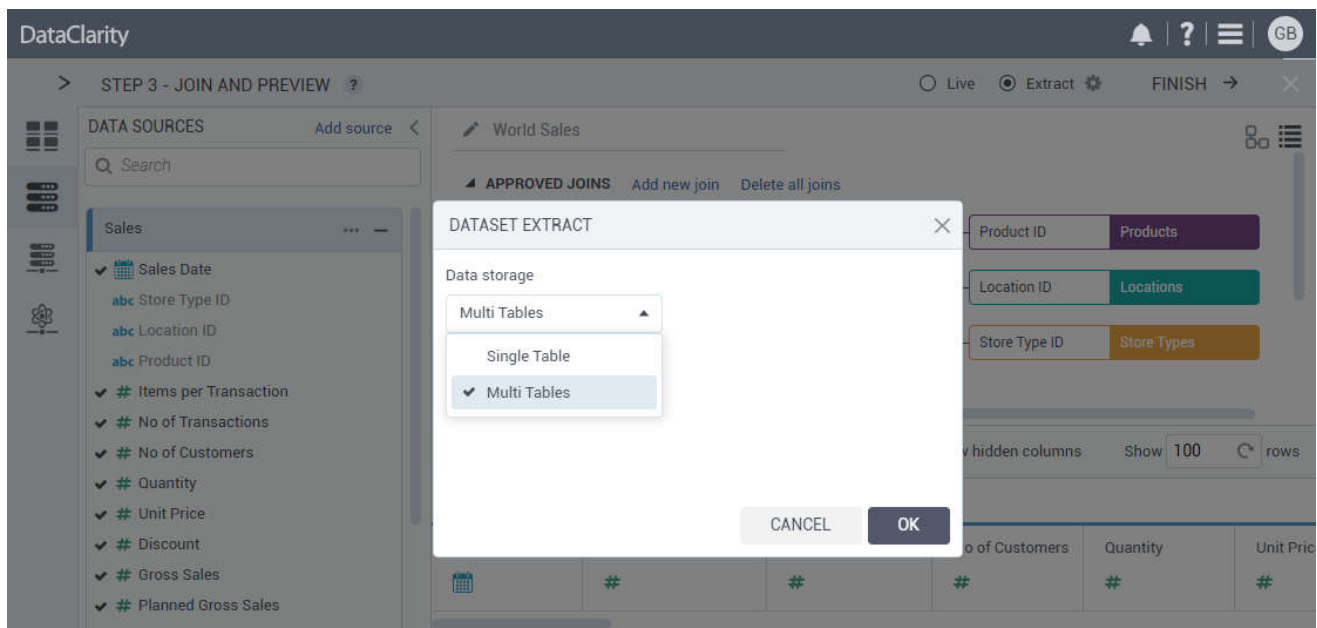 DataClarity
?
GB
STEP 3 - JOIN AND PREVIEW ?
Live
Extract
FINISH
DATA SOURCES
Add source
World Sales
Search
APPROVED JOINS Add new join Delete all joins
Sales
DATASET EXTRACT
Product ID Products
Sales Date
Data storage
Location ID Locations
abc Store Type ID
Multi Tables
abc Location ID
Store Type ID Store Types
abc Product ID
Single Table
# Items per Transaction
Multi Tables
# No of Transactions
# No of Customers
hidden columns Show 100 rows
# Quantity
# Unit Price
CANCEL OK
# Discount
o of Customers Quantity Unit Pric
# Gross Sales
# # # # #
# Planned Gross Sales